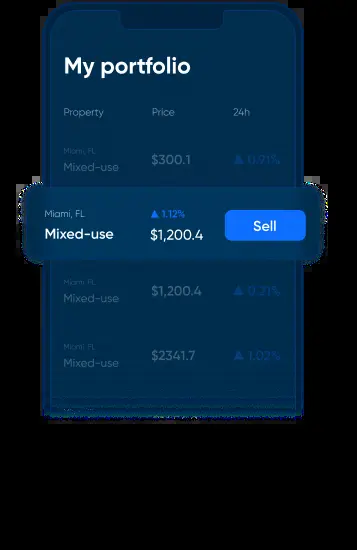 My portfolio
Property Price 24h
Miami, FL
$300.1 ▲ 0.71%
Mixed-use
Miami, FL ▲ 1.12%
Sell
Mixed-use $1,200.4
Miami, FL
$1,200.4 ▲ 0.21%
Mixed-use
Miami, FL
$2341.7 ▲ 1.02%
Mixed-use